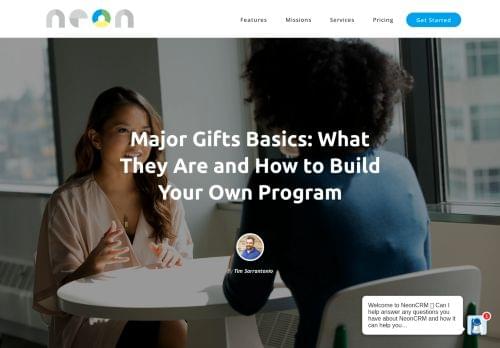 neon
Features
Missions
Services
Pricing
Get Started
Major Gifts Basics: What
They Are and How to Build
Your Own Program
By Tim Sarrantonio
Welcome to NeonCRM ▯ Can I
help answer any questions you
have about NeonCRM and how it
can help you...
1